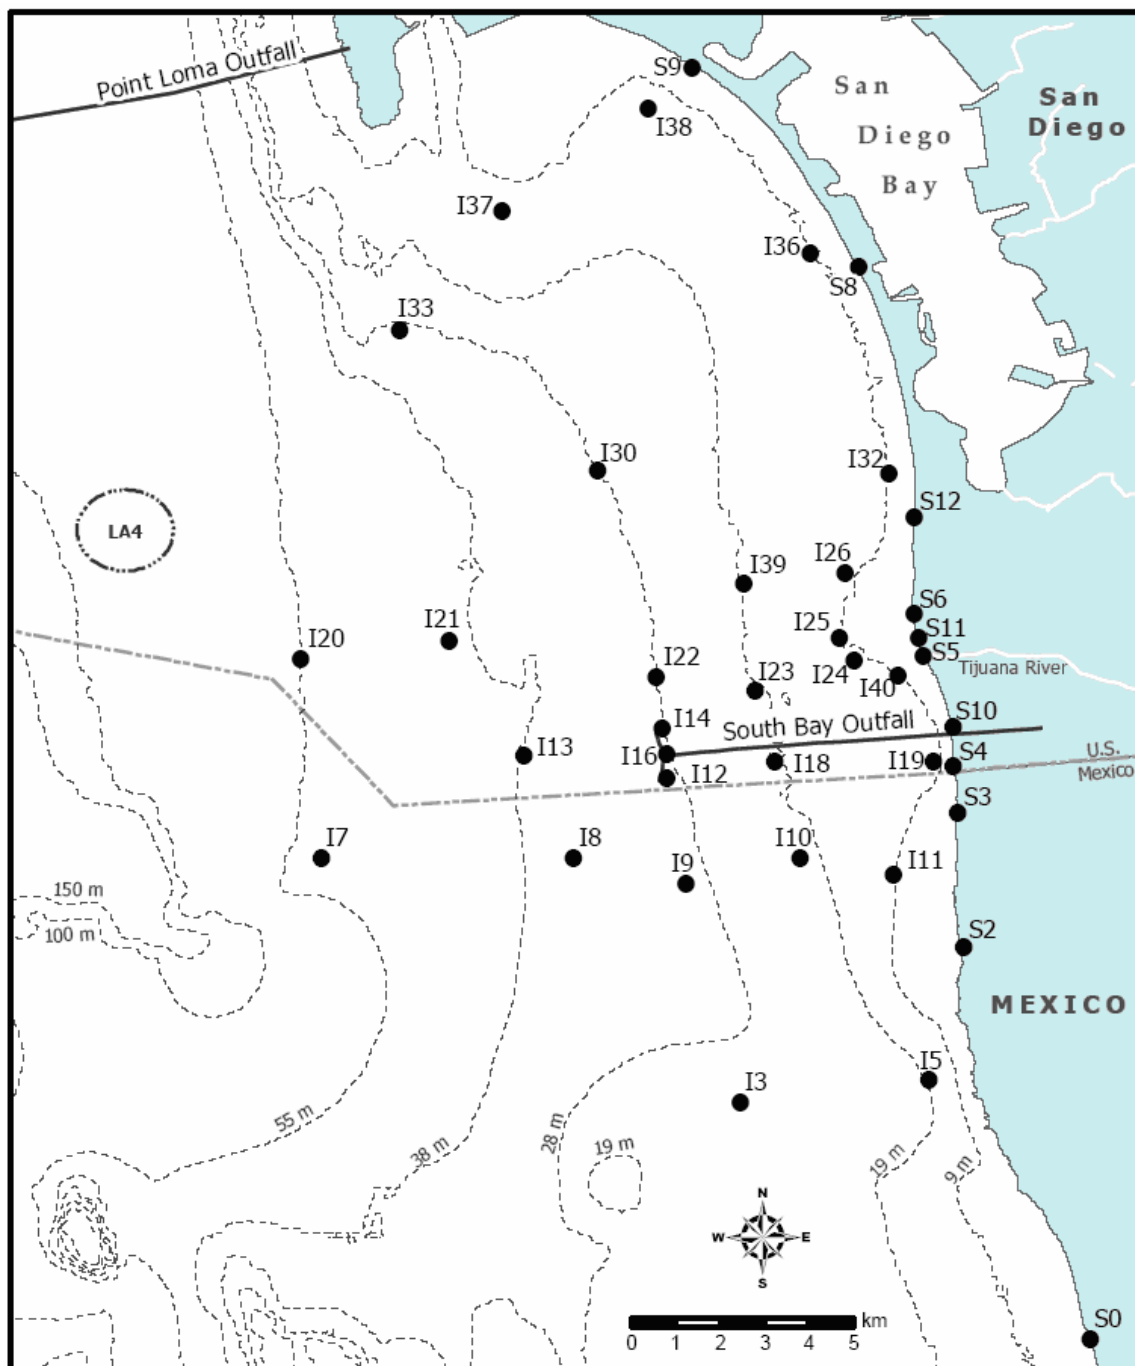 Point Loma Outfall
S9
San
Diego
Bay
San
Diego
I38
I37
I36
S8
I33
I30
I32
S12
LA4
I39
I26
S6
I25
S11
I21
I20
S5
I22
I23
I24
I40
Tijuana River
I14
South Bay Outfall
S10
I13
I16
I18
I19
S4
U.S.
Mexico
I12
S3
I7
I8
I9
I10
I11
150 m
100 m
S2
MEXICO
I3
I5
55 m
38 m
28 m
19 m
19 m
9 m
N
W
E
S
0 1 2 3 4 5
km
S0